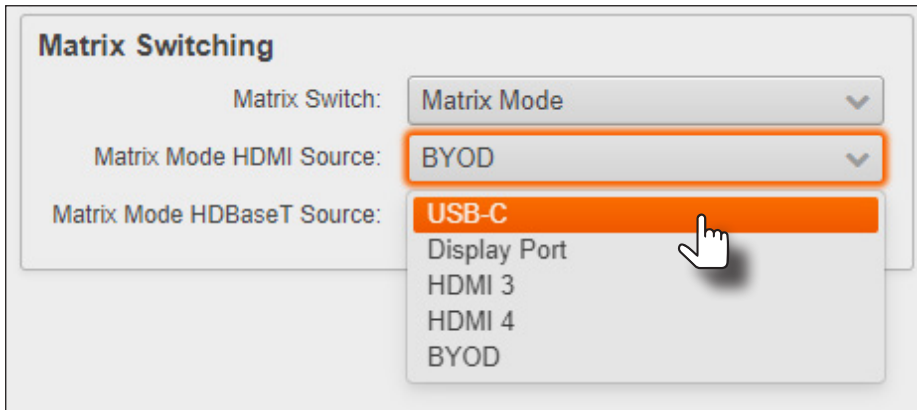 Matrix Switching
Matrix Switch: Matrix Mode
Matrix Mode HDMI Source: BYOD
Matrix Mode HDBaseT Source:
USB-C
Display Port
HDMI 3
HDMI 4
BYOD